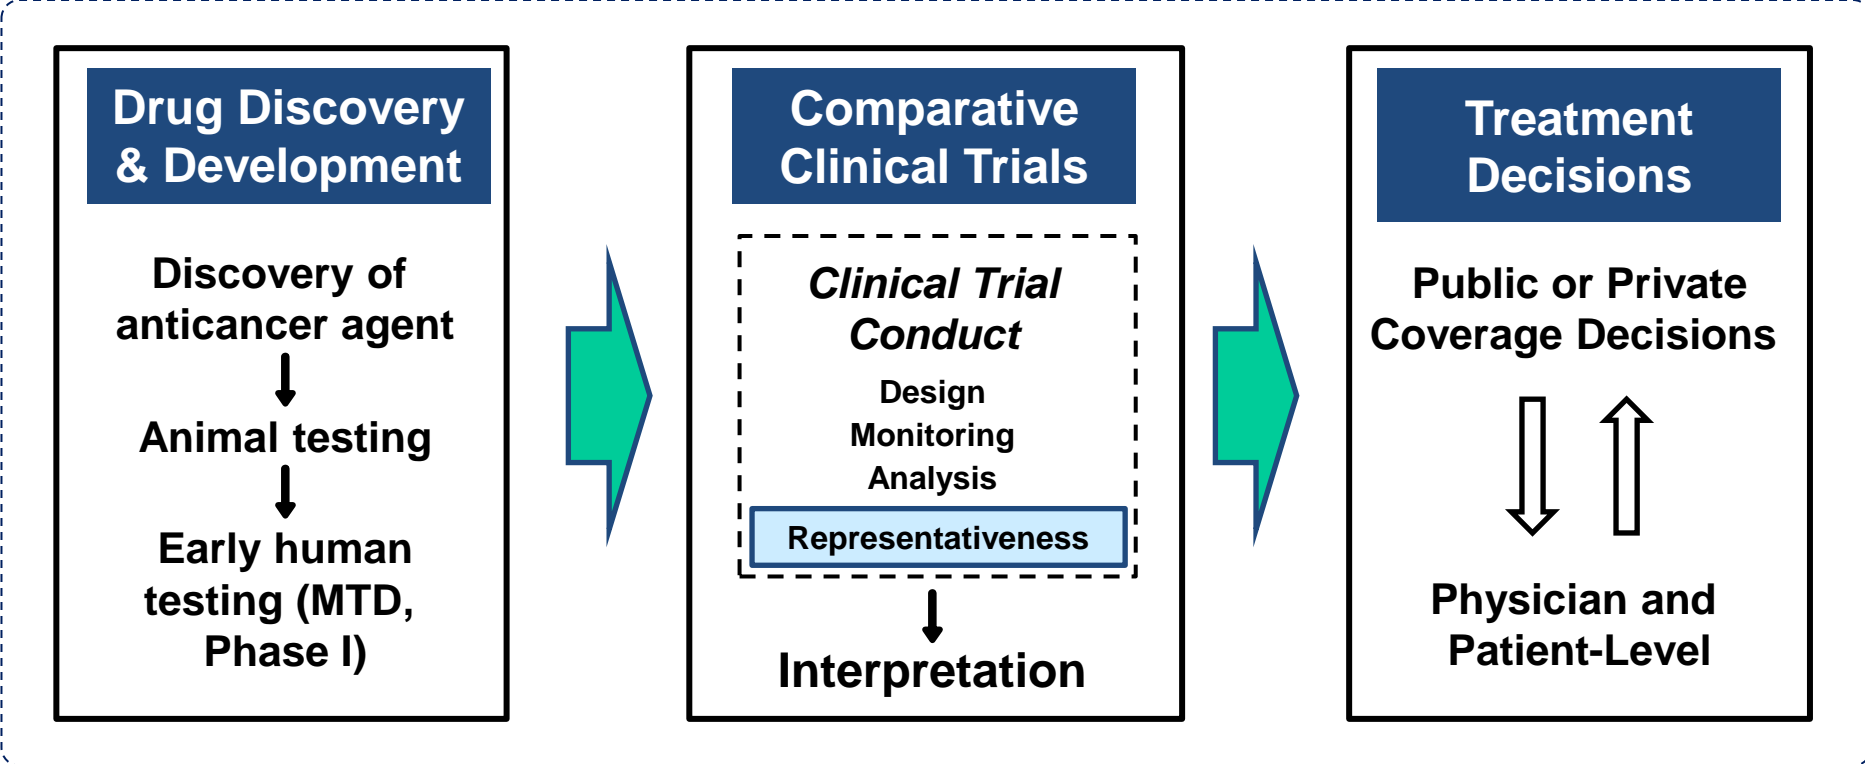 Drug Discovery
& Development
Discovery of
anticancer agent
Animal testing
Early human
testing (MTD,
Phase I)
Comparative
Clinical Trials
Clinical Trial
Conduct
Design
Monitoring
Analysis
Representativeness
Interpretation
Treatment
Decisions
Public or Private
Coverage Decisions
Physician and
Patient-Level